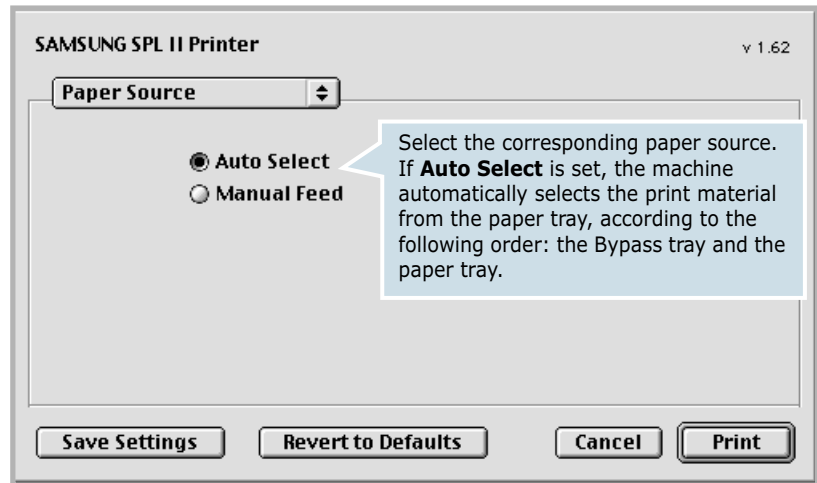 SAMSUNG SPL II Printer
v 1.62
Paper Source
Auto Select
Manual Feed
Select the corresponding paper source.
If Auto Select is set, the machine
automatically selects the print material
from the paper tray, according to the
following order: the Bypass tray and the
paper tray.
Save Settings
Revert to Defaults
Cancel
Print